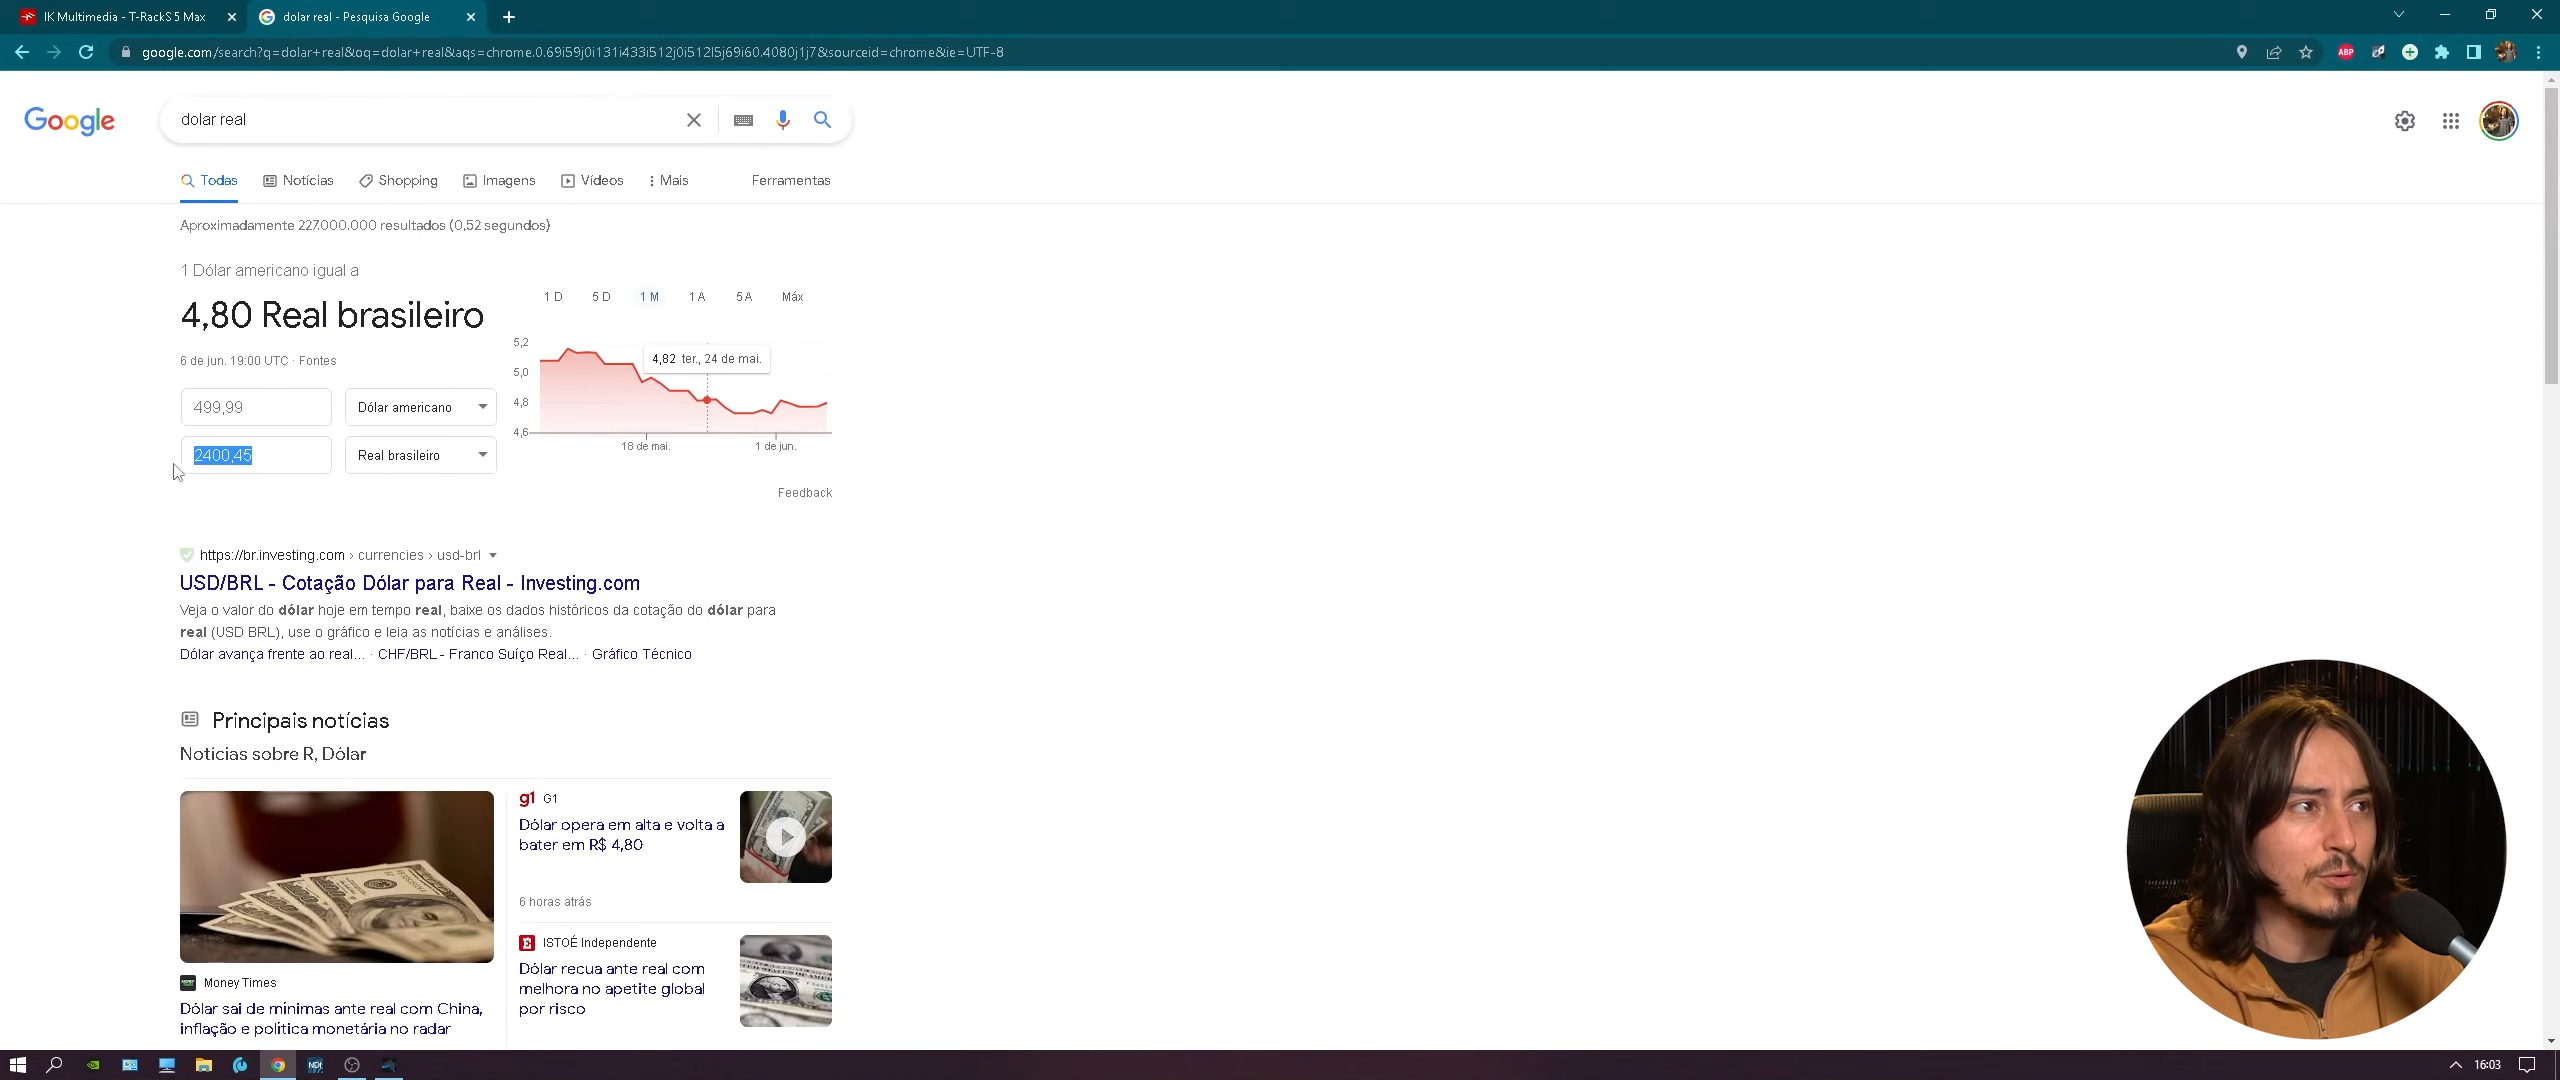 IK Multimedia - T-RackS 5 Max
dolar real - Pesquisa Google
google.com/search?q=dolar+real&oq=dolar+real&aqs=chrome.0.69i59j0i131i433i512j0i512l5j69i60.4080j1j7&sourceid=chrome&ie=UTF-8
ABP
Google
dolar real
Todas
Notícias
Shopping
Imagens
Vídeos
Mais
Ferramentas
Aproximadamente 227.000.000 resultados (0,52 segundos)
1 Dólar americano igual a
4,80 Real brasileiro
6 de jun. 19:00 UTC · Fontes
499,99
Dólar americano
2400,45
Real brasileiro
1 D 5 D 1 M 1 A 5 A Máx
5,2
5,0
4,8
4,6
4,82 ter., 24 de mai.
18 de mai.
1 de jun.
Feedback
https://br.investing.com › currencies › usd-brl
USD/BRL - Cotação Dólar para Real - Investing.com
Veja o valor do dólar hoje em tempo real, baixe os dados históricos da cotação do dólar para
real (USD BRL), use o gráfico e leia as notícias e análises.
Dólar avança frente ao real... · CHF/BRL - Franco Suíço Real... · Gráfico Técnico
Principais notícias
Notícias sobre R, Dólar
Money Times
Dólar sai de mínimas ante real com China,
inflação e política monetária no radar
g1 G1
Dólar opera em alta e volta a
bater em R$ 4,80
6 horas atrás
ISTOÉ Independente
Dólar recua ante real com
melhora no apetite global
por risco
NDI
16:03